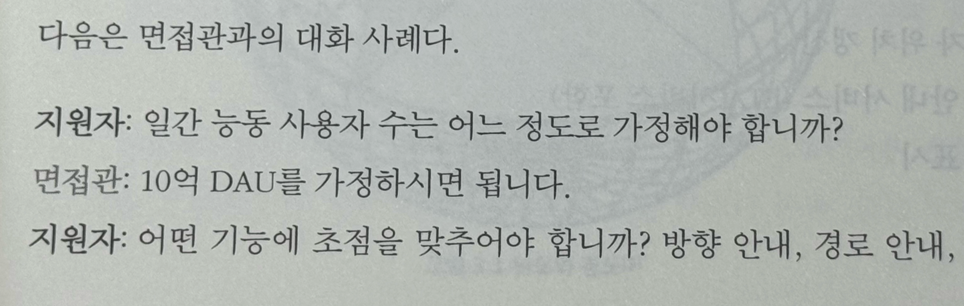 다음은 면접관과의 대화 사례다.
지원자: 일간 능동 사용자 수는 어느 정도로 가정해야 합니까?
면접관: 10억 DAU를 가정하시면 됩니다.
지원자: 어떤 기능에 초점을 맞추어야 합니까? 방향 안내, 경로 안내,